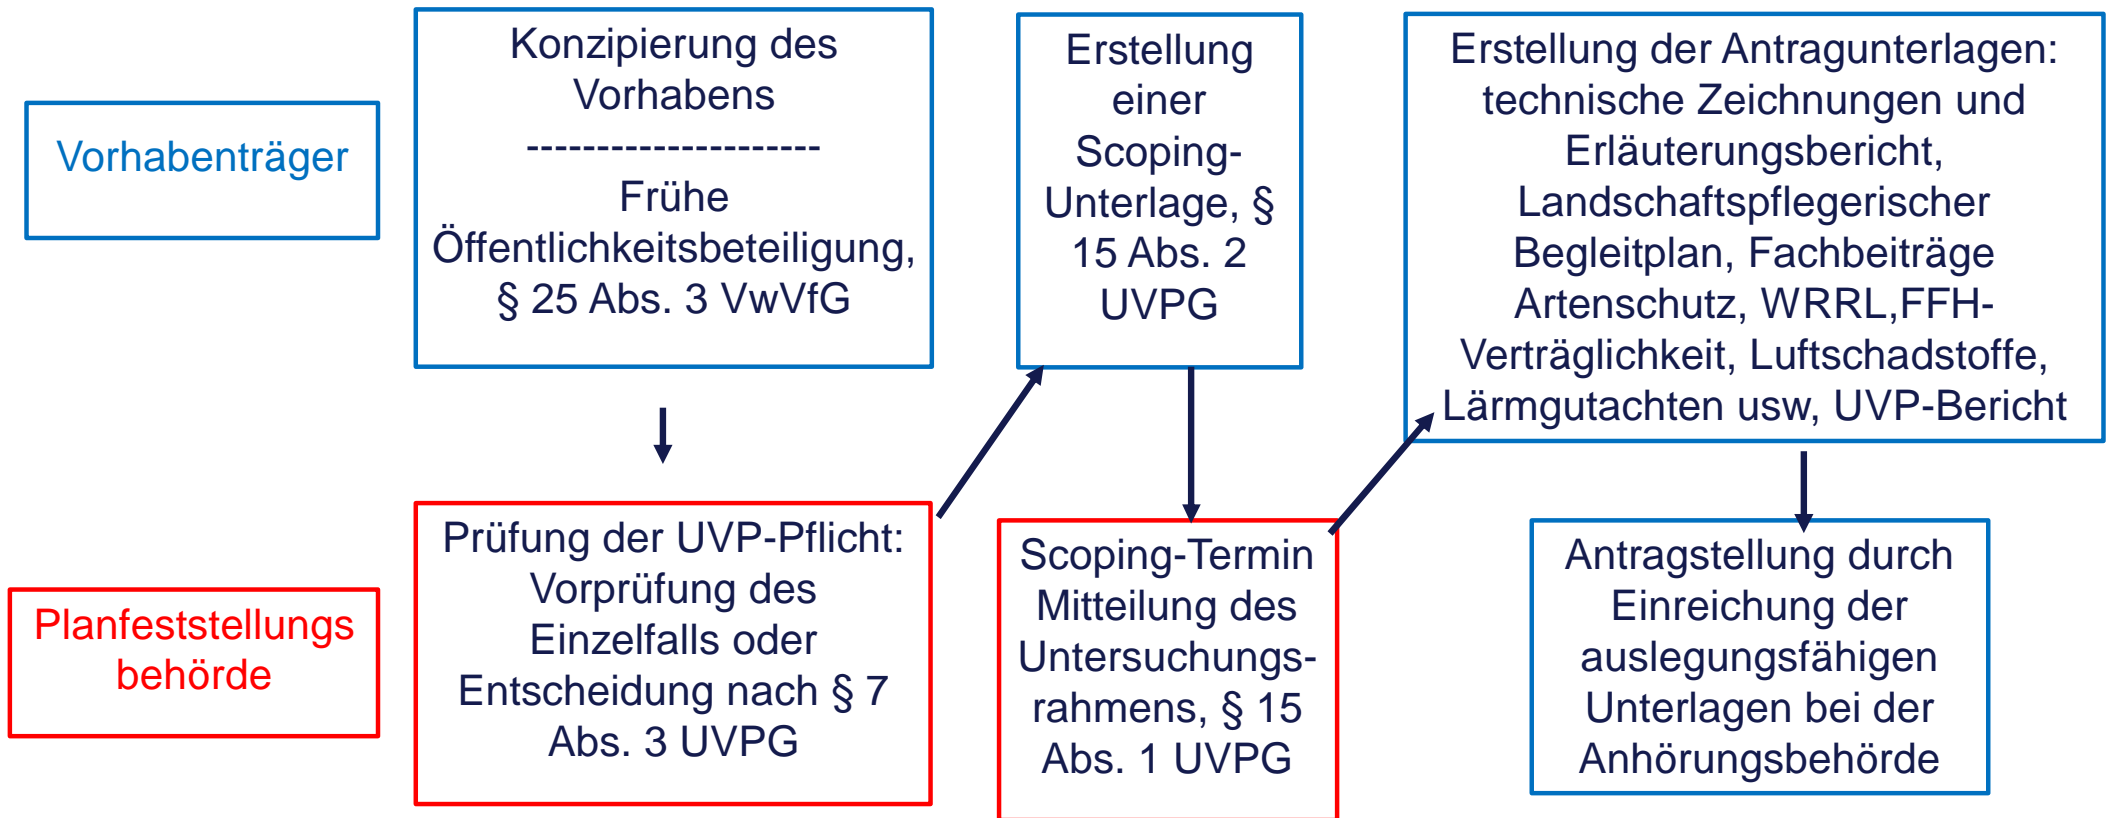 Vorhabenträger
Konzipierung des
Vorhabens
---------------------
Frühe
Öffentlichkeitsbeteiligung,
§ 25 Abs. 3 VwVfG
Erstellung
einer
Scoping-
Unterlage, §
15 Abs. 2
UVPG
Erstellung der Antragunterlagen:
technische Zeichnungen und
Erläuterungsbericht,
Landschaftspflegerischer
Begleitplan, Fachbeiträge
Artenschutz, WRRL,FFH-
Verträglichkeit, Luftschadstoffe,
Lärmgutachten usw, UVP-Bericht
Planfeststellungs
behörde
Prüfung der UVP-Pflicht:
Vorprüfung des
Einzelfalls oder
Entscheidung nach § 7
Abs. 3 UVPG
Scoping-Termin
Mitteilung des
Untersuchungs-
rahmens, § 15
Abs. 1 UVPG
Antragstellung durch
Einreichung der
auslegungsfähigen
Unterlagen bei der
Anhörungsbehörde